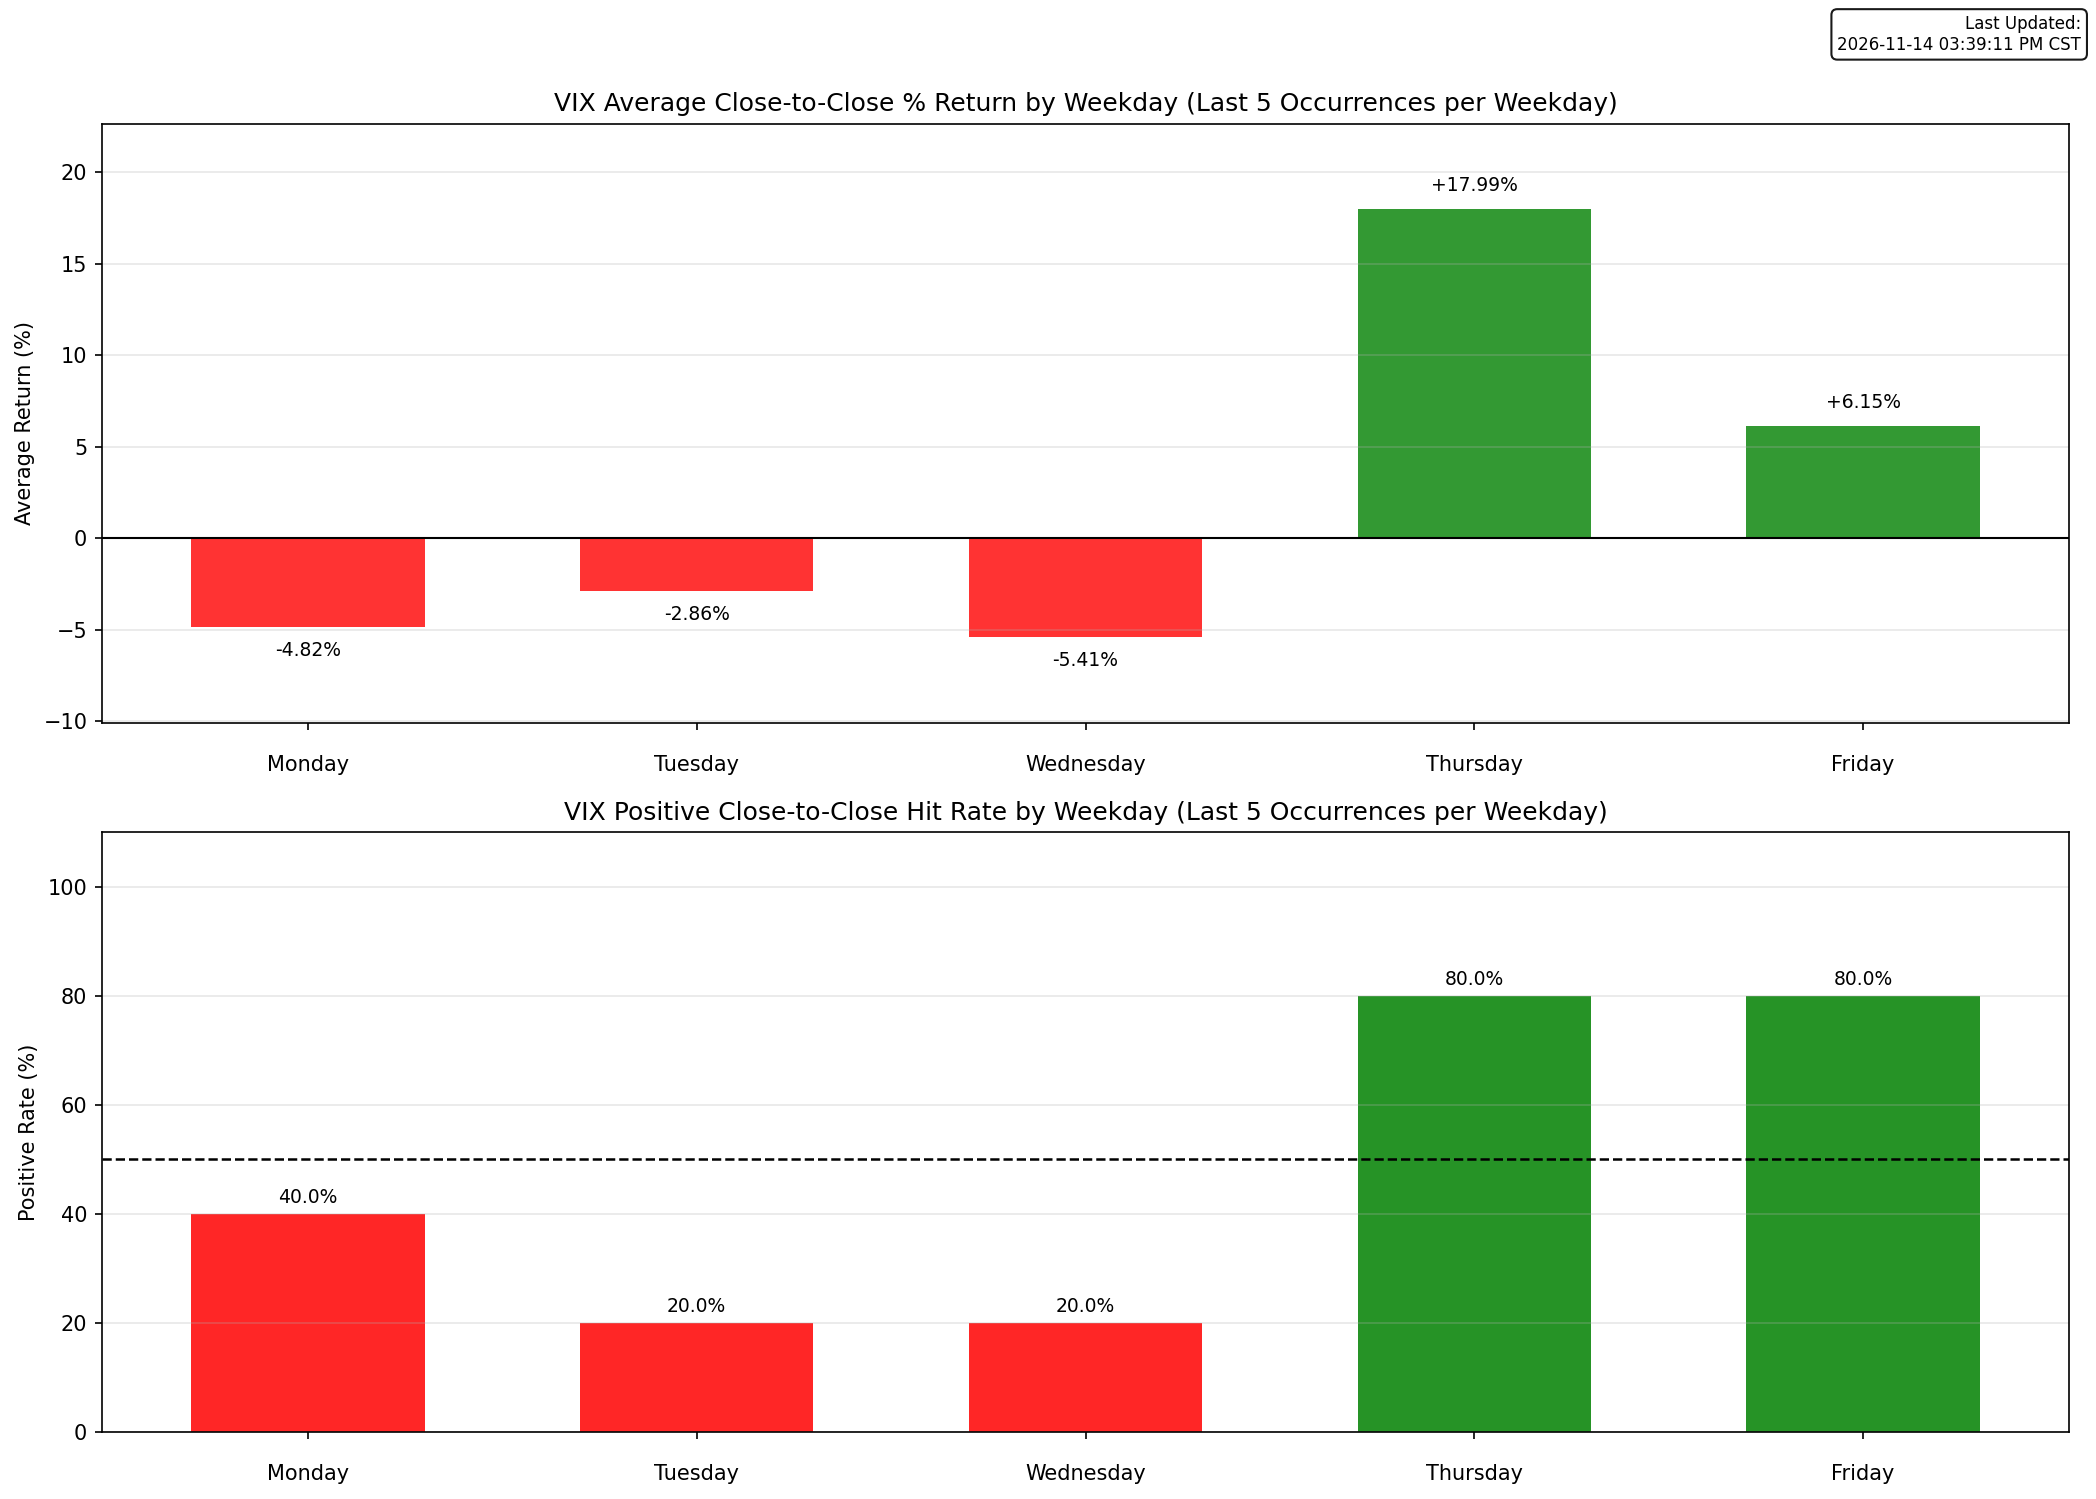 Last Updated:
2026-11-14 03:39:11 PM CST
VIX Average Close-to-Close % Return by Weekday (Last 5 Occurrences per Weekday)
Average Return (%)
20
15
10
5
0
−5
−10
-4.82%
-2.86%
-5.41%
+17.99%
+6.15%
Monday
Tuesday
Wednesday
Thursday
Friday
VIX Positive Close-to-Close Hit Rate by Weekday (Last 5 Occurrences per Weekday)
Positive Rate (%)
100
80
60
40
20
0
40.0%
20.0%
20.0%
80.0%
80.0%
Monday
Tuesday
Wednesday
Thursday
Friday